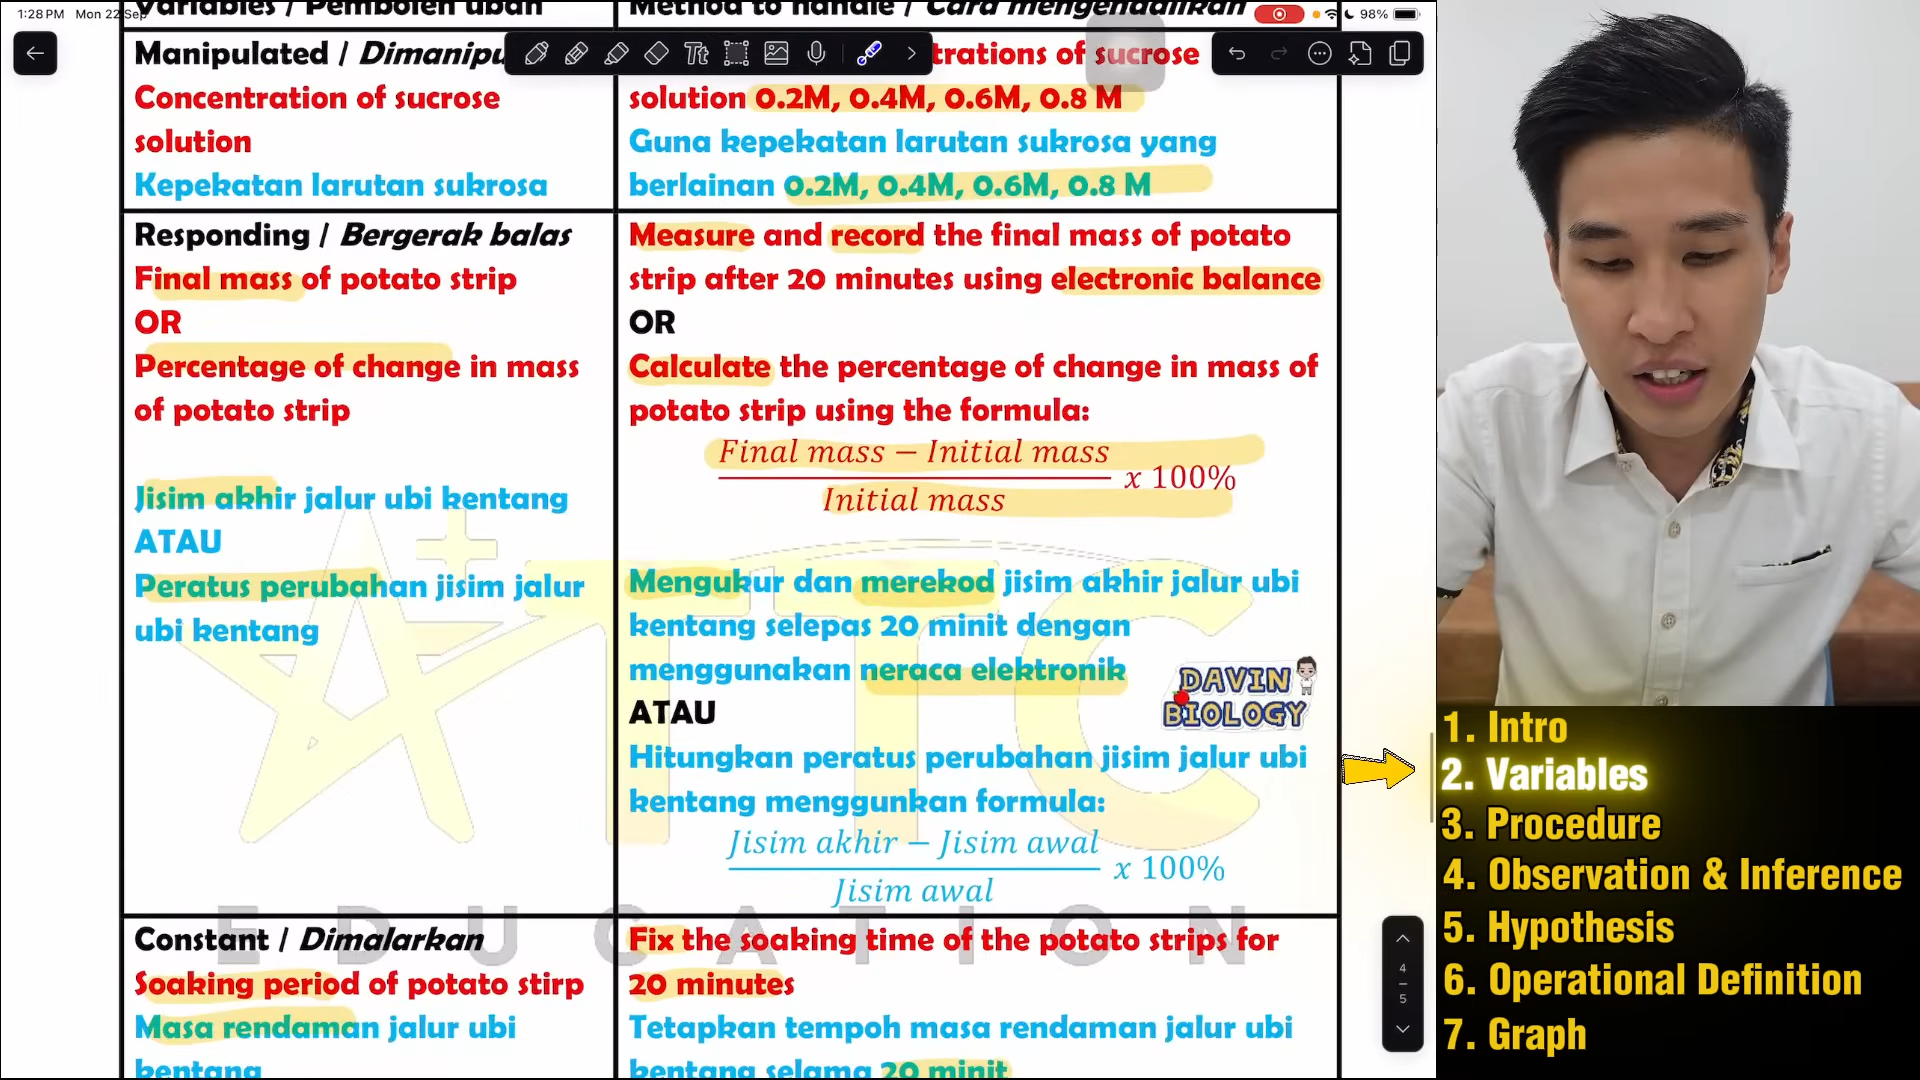 1:28 PM Mon 22 Sep
98%
Variables / Pemboleh ubah
Method to handle / Cara mengendalikan
Manipulated / Dimanipu
Concentration of sucrose
solution
Kepekatan larutan sukrosa
trations of sucrose
solution 0.2M, 0.4M, 0.6M, 0.8 M
Guna kepekatan larutan sukrosa yang
berlainan 0.2M, 0.4M, 0.6M, 0.8 M
Responding / Bergerak balas
Final mass of potato strip
OR
Percentage of change in mass
of potato strip
Jisim akhir jalur ubi kentang
ATAU
Peratus perubahan jisim jalur
ubi kentang
Measure and record the final mass of potato
strip after 20 minutes using electronic balance
OR
Calculate the percentage of change in mass of
potato strip using the formula:
Final mass − Initial mass
x 100%
Initial mass
Mengukur dan merekod jisim akhir jalur ubi
kentang selepas 20 minit dengan
menggunakan neraca elektronik
ATAU
Hitungkan peratus perubahan jisim jalur ubi
kentang menggunkan formula:
Jisim akhir − Jisim awal
x 100%
Jisim awal
Constant / Dimalarkan
Soaking period of potato stirp
Masa rendaman jalur ubi
kentang
Fix the soaking time of the potato strips for
20 minutes
Tetapkan tempoh masa rendaman jalur ubi
kentang selama 20 minit
A+ TTC
EDUCATION
DAVIN
BIOLOGY
Tt
4
–
5
1. Intro
2. Variables
3. Procedure
4. Observation & Inference
5. Hypothesis
6. Operational Definition
7. Graph